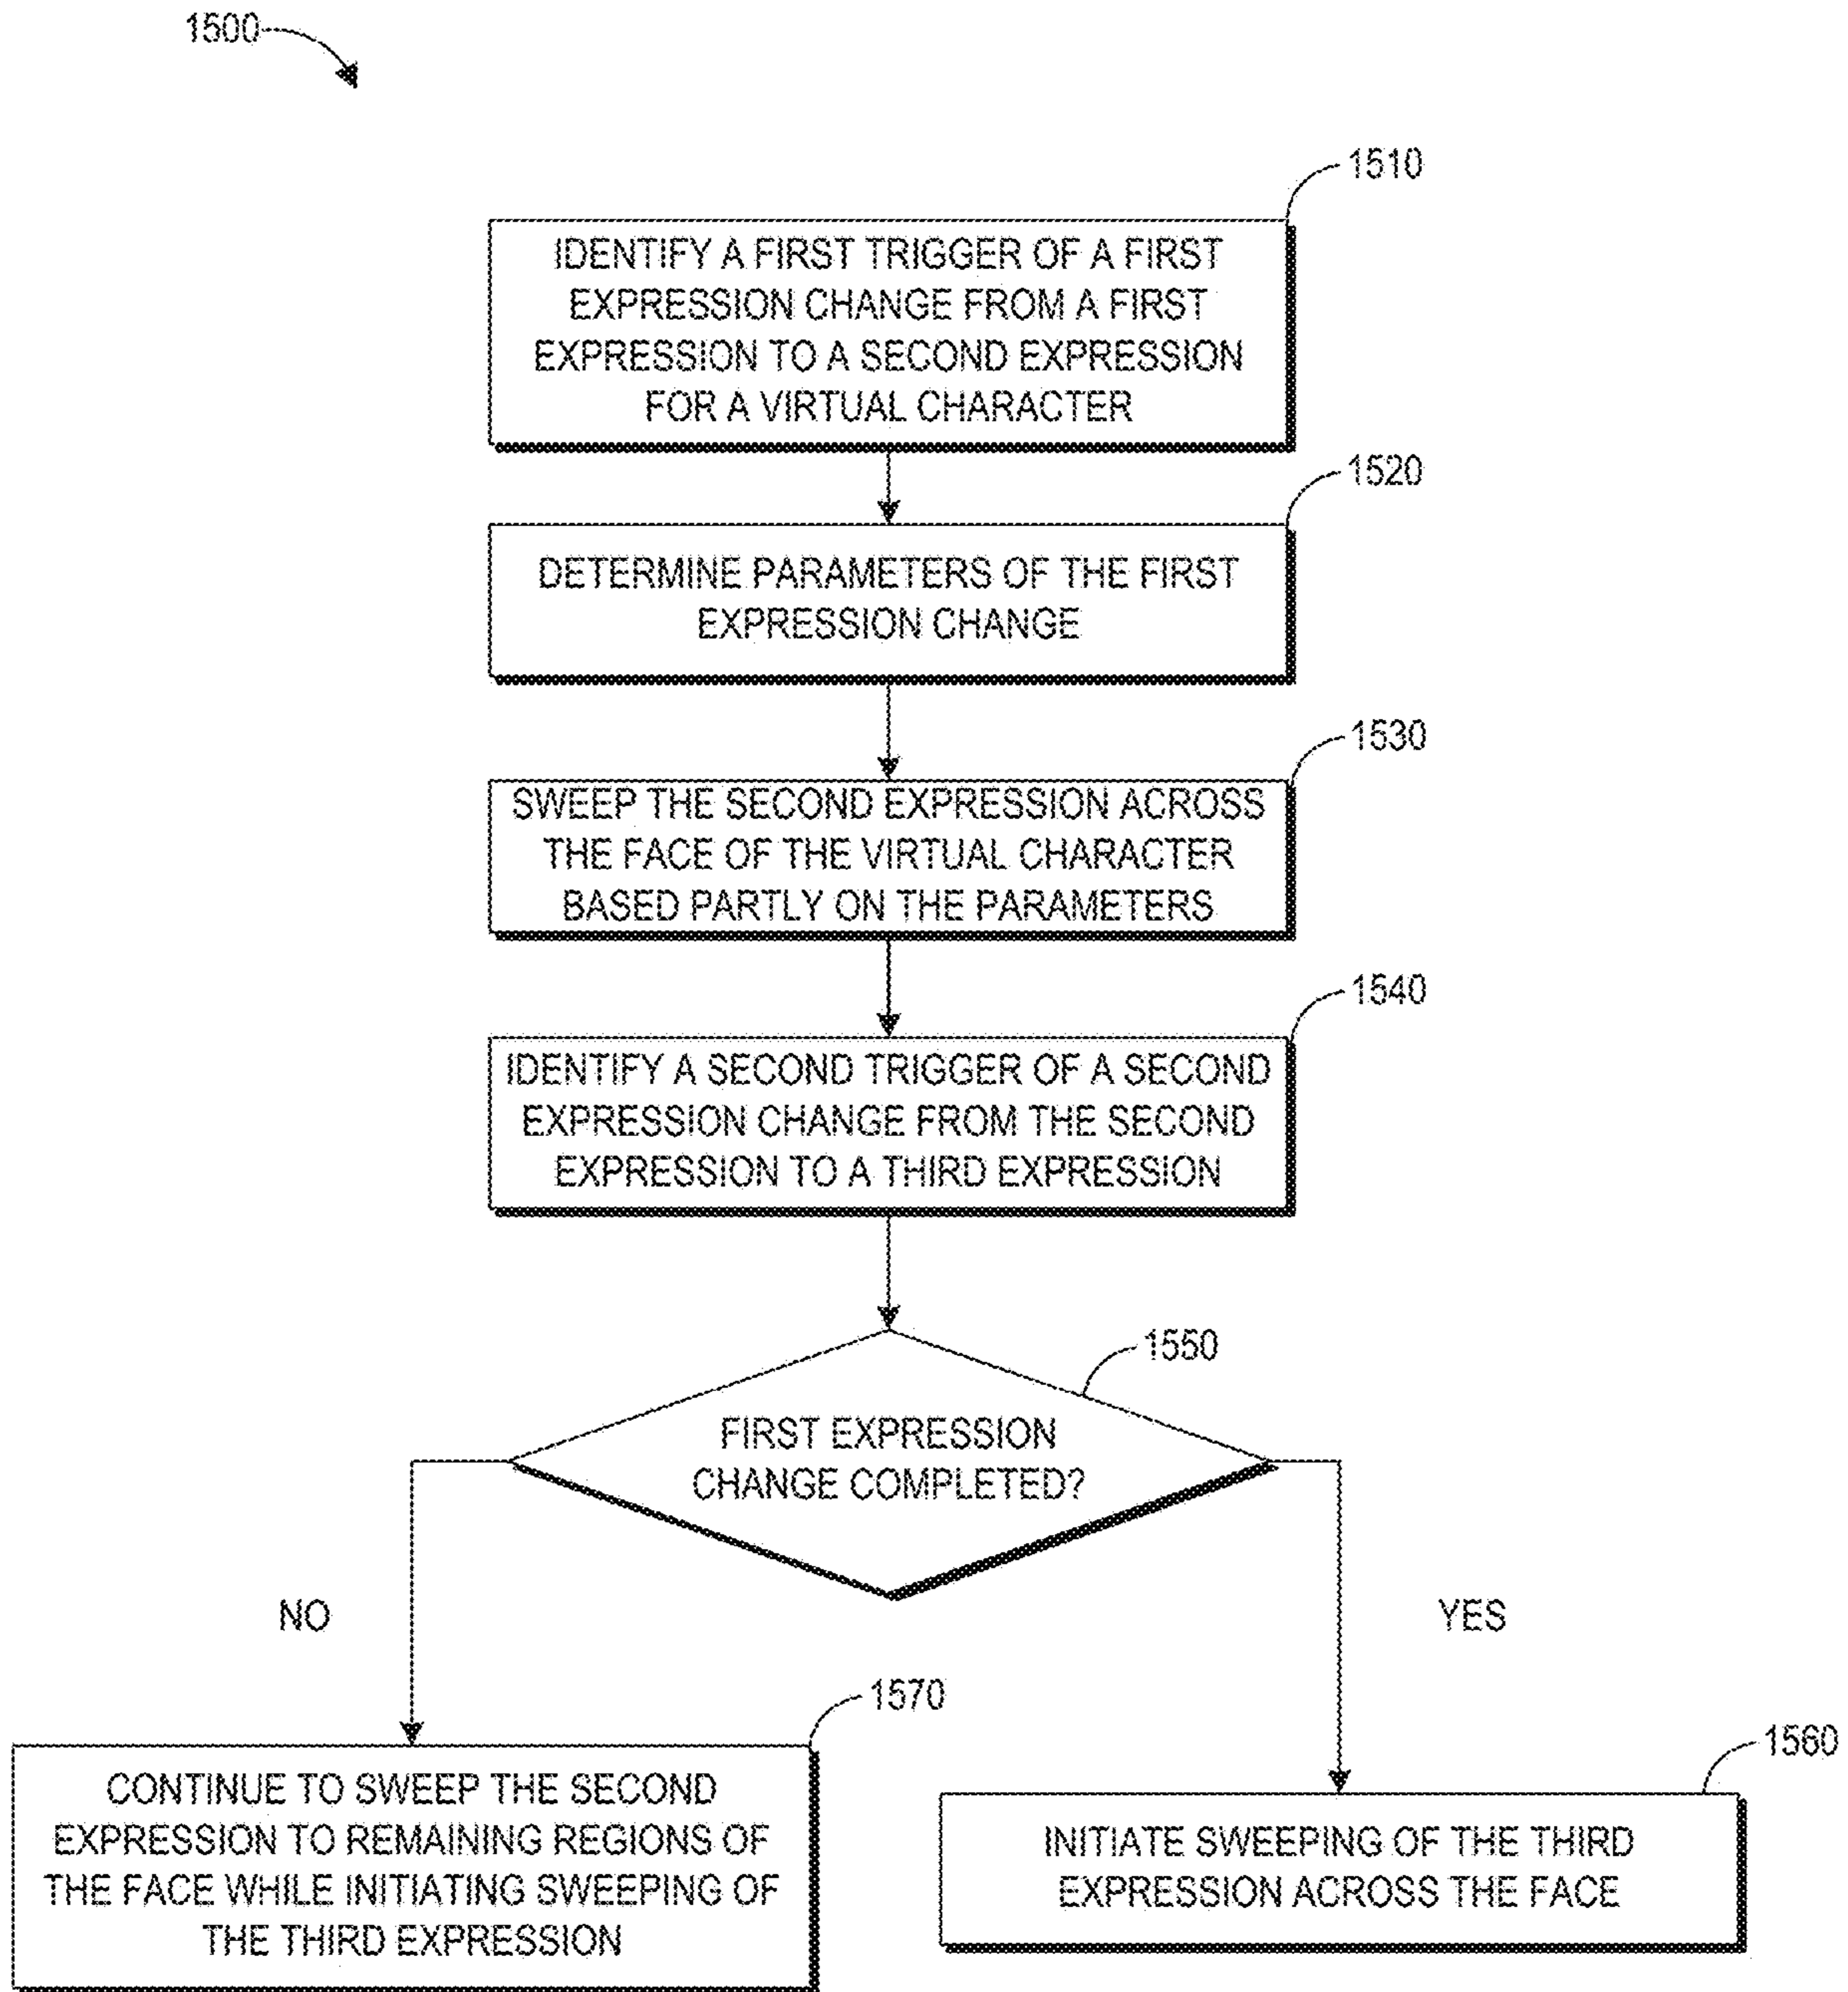 1500
1510
IDENTIFY A FIRST TRIGGER OF A FIRST
EXPRESSION CHANGE FROM A FIRST
EXPRESSION TO A SECOND EXPRESSION
FOR A VIRTUAL CHARACTER
1520
DETERMINE PARAMETERS OF THE FIRST
EXPRESSION CHANGE
1530
SWEEP THE SECOND EXPRESSION ACROSS
THE FACE OF THE VIRTUAL CHARACTER
BASED PARTLY ON THE PARAMETERS
1540
IDENTIFY A SECOND TRIGGER OF A SECOND
EXPRESSION CHANGE FROM THE SECOND
EXPRESSION TO A THIRD EXPRESSION
1550
FIRST EXPRESSION
CHANGE COMPLETED?
NO
YES
1570
CONTINUE TO SWEEP THE SECOND
EXPRESSION TO REMAINING REGIONS OF
THE FACE WHILE INITIATING SWEEPING OF
THE THIRD EXPRESSION
1560
INITIATE SWEEPING OF THE THIRD
EXPRESSION ACROSS THE FACE